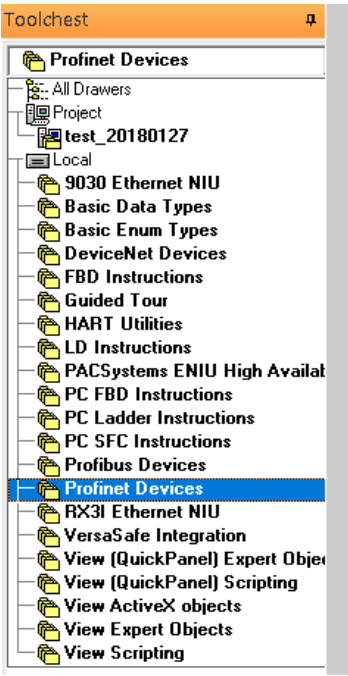 Toolchest
Profinet Devices
All Drawers
Project
test_20180127
Local
9030 Ethernet NIU
Basic Data Types
Basic Enum Types
DeviceNet Devices
FBD Instructions
Guided Tour
HART Utilities
LD Instructions
PACSystems ENIU High Availab
PC FBD Instructions
PC Ladder Instructions
PC SFC Instructions
Profibus Devices
Profinet Devices
RX3I Ethernet NIU
VersaSafe Integration
View (QuickPanel) Expert Obje
View (QuickPanel) Scripting
View ActiveX objects
View Expert Objects
View Scripting